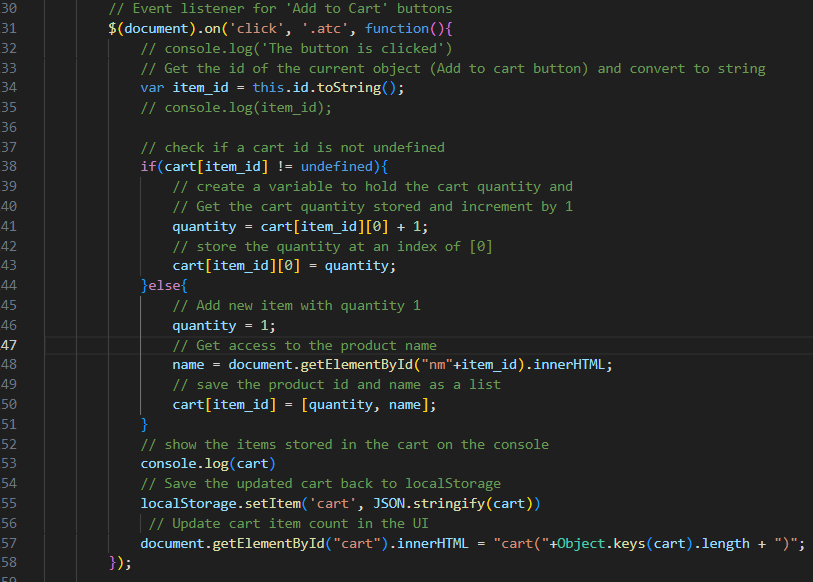 30 // Event listener for 'Add to Cart' buttons
31 $(document).on('click', '.atc', function(){
32 // console.log('The button is clicked')
33 // Get the id of the current object (Add to cart button) and convert to string
34 var item_id = this.id.toString();
35 // console.log(item_id);
36
37 // check if a cart id is not undefined
38 if(cart[item_id] != undefined){
39 // create a variable to hold the cart quantity and
40 // Get the cart quantity stored and increment by 1
41 quantity = cart[item_id][0] + 1;
42 // store the quantity at an index of [0]
43 cart[item_id][0] = quantity;
44 }else{
45 // Add new item with quantity 1
46 quantity = 1;
47 // Get access to the product name
48 name = document.getElementById("nm"+item_id).innerHTML;
49 // save the product id and name as a list
50 cart[item_id] = [quantity, name];
51 }
52 // show the items stored in the cart on the console
53 console.log(cart)
54 // Save the updated cart back to localStorage
55 localStorage.setItem('cart', JSON.stringify(cart))
56 // Update cart item count in the UI
57 document.getElementById("cart").innerHTML = "cart("+Object.keys(cart).length + ")";
58 });